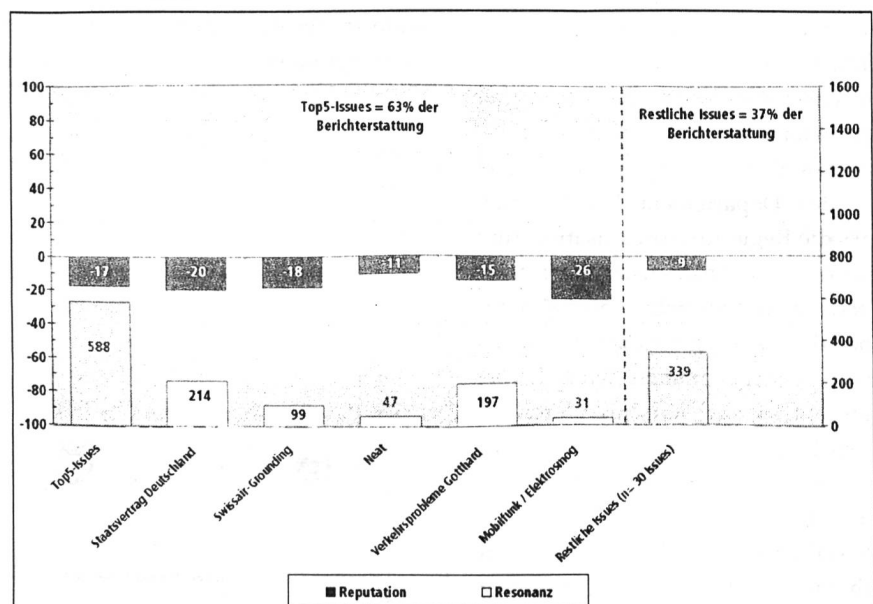 100
80
60
40
20
0
-20
-40
-60
-80
-100
1600
1400
1200
1000
800
600
400
200
0
Top5-Issues = 63% der
Berichterstattung
Restliche Issues = 37% der
Berichterstattung
-17
-20
-18
-11
-15
-26
-9
588
214
99
47
197
31
339
Top5-Issues
Staatsvertrag Deutschland
Swissair-Grounding
Neat
Verkehrsprobleme Gotthard
Mobilfunk / Elektrosmog
Restliche Issues (n= 30 Issues)
Reputation
Resonanz